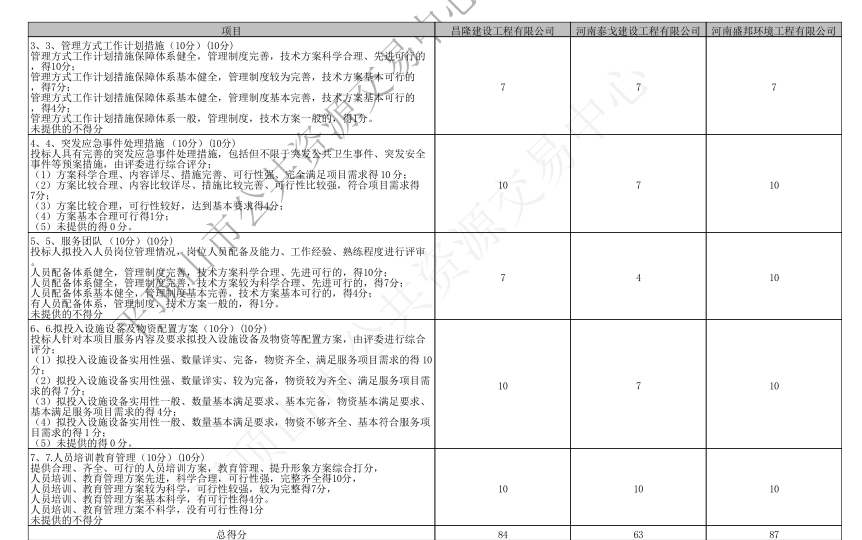 项目 昌隆建设工程有限公司 河南泰戈建设工程有限公司 河南盛邦环境工程有限公司
3、3、管理方式工作计划措施（10分）(10分)
管理方式工作计划措施保障体系健全，管理制度完善，技术方案科学合理、先进可行的
，得10分；
管理方式工作计划措施保障体系基本健全，管理制度较为完善，技术方案基本可行的
，得7分；
管理方式工作计划措施保障体系基本健全，管理制度基本完善，技术方案基本可行的
，得4分；
管理方式工作计划措施保障体系一般，管理制度，技术方案一般的，得1分。
未提供的不得分
7 7 7
4、4、突发应急事件处理措施 （10分）(10分)
投标人具有完善的突发应急事件处理措施，包括但不限于突发公共卫生事件、突发安全
事件等预案措施，由评委进行综合评分；
（1）方案科学合理、内容详尽、措施完善、可行性强、完全满足项目需求得 10 分；
（2）方案比较合理、内容比较详尽、措施比较完善、可行性比较强，符合项目需求得
7分；
（3）方案比较合理，可行性较好，达到基本要求得4分；
（4）方案基本合理可行得1分；
（5）未提供的得 0 分。
10 7 10
5、5、服务团队 （10分）(10分)
投标人拟投入人员岗位管理情况，岗位人员配备及能力、工作经验、熟练程度进行评审
。
人员配备体系健全，管理制度完善，技术方案科学合理、先进可行的，得10分；
人员配备体系健全，管理制度完善，技术方案较为科学合理、先进可行的，得7分；
人员配备体系基本健全，管理制度基本完善，技术方案基本可行的，得4分；
有人员配备体系，管理制度，技术方案一般的，得1分。
未提供的不得分
7 4 10
6、6.拟投入设施设备及物资配置方案（10分）(10分)
投标人针对本项目服务内容及要求拟投入设施设备及物资等配置方案，由评委进行综合
评分；
（1）拟投入设施设备实用性强、数量详实、完备，物资齐全、满足服务项目需求的得 10
分；
（2）拟投入设施设备实用性强、数量详实、较为完备，物资较为齐全、满足服务项目需
求的得 7 分；
（3）拟投入设施设备实用性一般、数量基本满足要求、基本完备，物资基本满足要求、
基本满足服务项目需求的得 4分；
（4）拟投入设施设备实用性一般、数量基本满足要求，物资不够齐全、基本符合服务项
目需求的得 1 分；
（5）未提供的得 0 分。
10 7 10
7、7.人员培训教育管理（10分）(10分)
提供合理、齐全、可行的人员培训方案，教育管理、提升形象方案综合打分，
人员培训、教育管理方案先进，科学合理，可行性强，完整齐全得10分，
人员培训、教育管理方案较为科学，可行性较强，较为完整得7分，
人员培训、教育管理方案基本科学，有可行性得4分。
人员培训、教育管理方案不科学，没有可行性得1分
未提供的不得分
10 10 10
总得分 84 63 87
平顶山市公共资源交易中心
顶山市公共资源交易中心